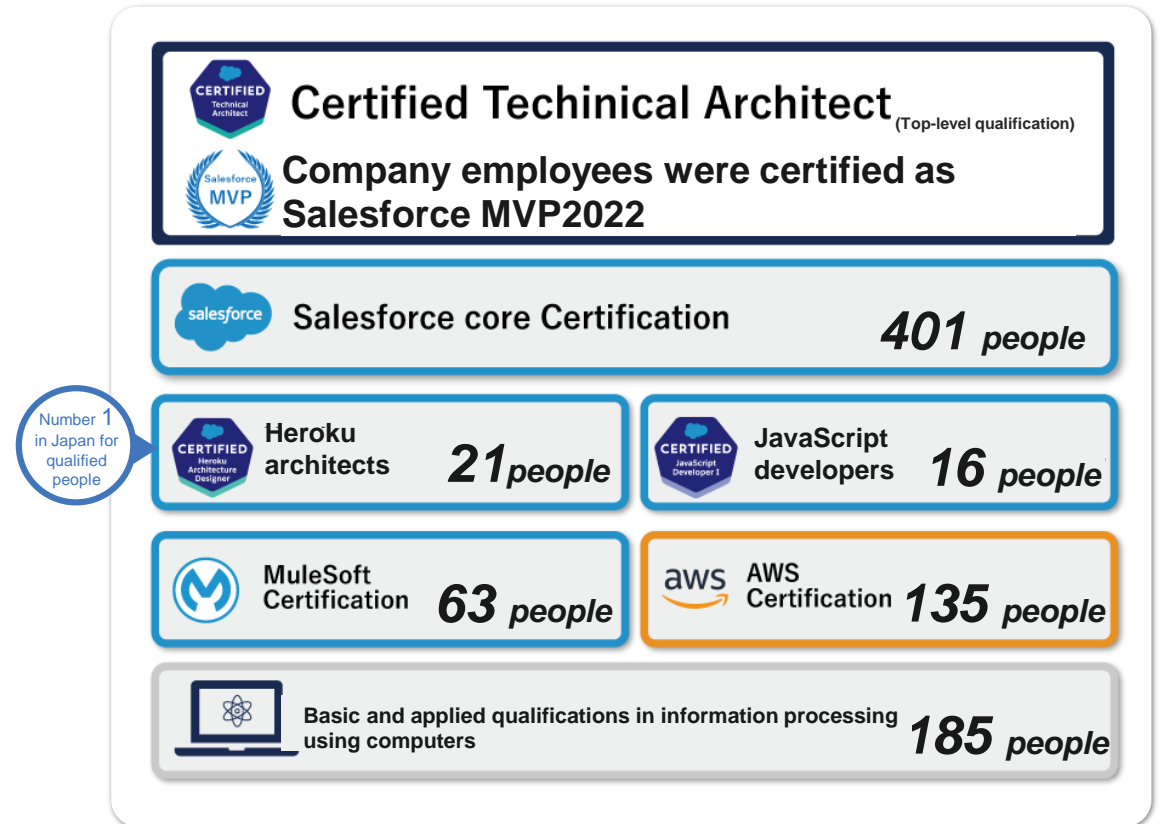 CERTIFIED
Technical
Architect
Certified Techinical Architect (Top-level qualification)
Salesforce
MVP
Company employees were certified as
Salesforce MVP2022
salesforce
Salesforce core Certification
401 people
Number 1
in Japan for
qualified
people
CERTIFIED
Heroku
Architecture
Designer
Heroku
architects
21people
CERTIFIED
JavaScript
Developer I
JavaScript
developers
16 people
MuleSoft
Certification
63 people
aws
AWS
Certification
135 people
Basic and applied qualifications in information processing
using computers
185 people